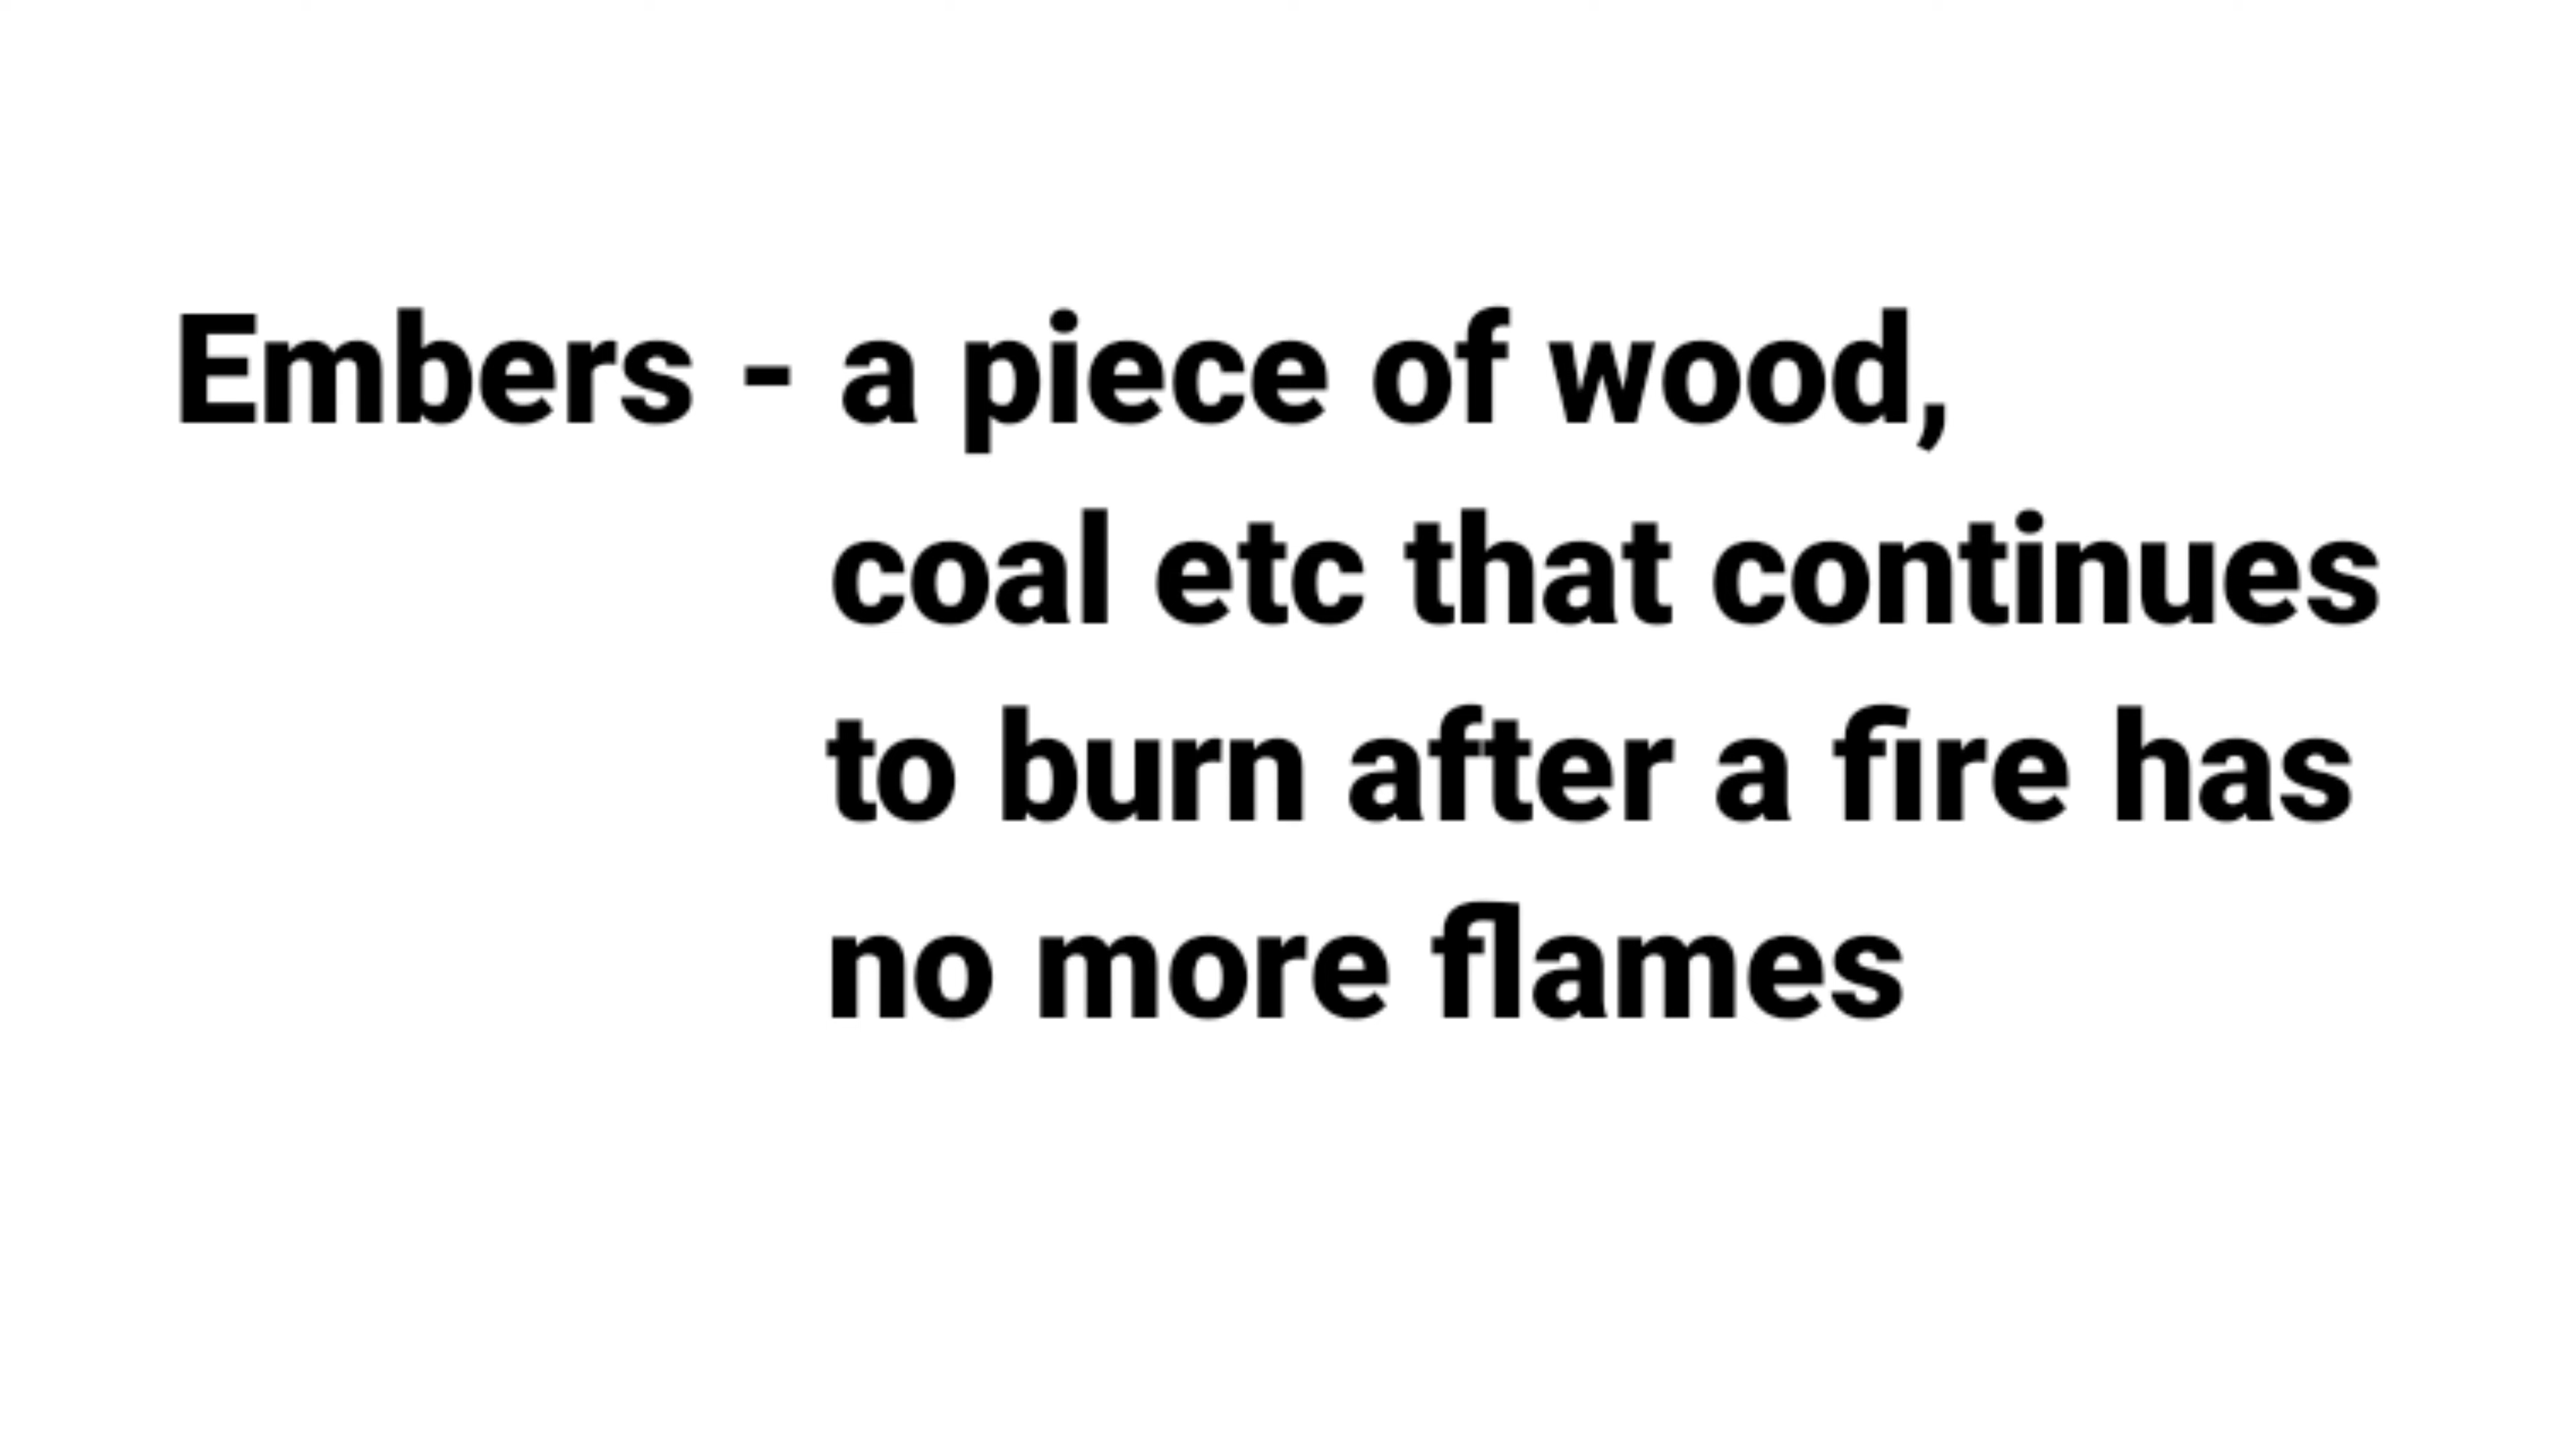 Embers - a piece of wood,
coal etc that continues
to burn after a fire has
no more flames